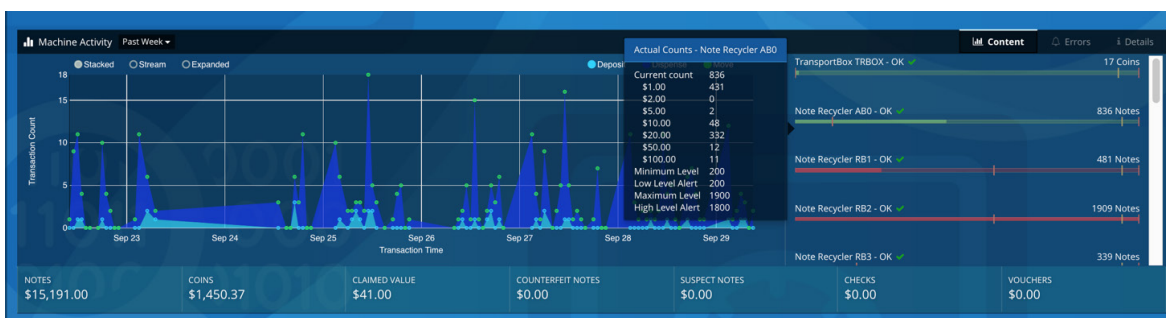 Machine Activity Past Week
Content Errors Details
Stacked Stream Expanded
Deposit Dispense Move
Transaction Count
18
15
10
5
0
Sep 23 Sep 24 Sep 25 Sep 26 Sep 27 Sep 28 Sep 29
Transaction Time
Actual Counts - Note Recycler AB0
Current count 836
$1.00 431
$2.00 0
$5.00 2
$10.00 48
$20.00 332
$50.00 12
$100.00 11
Minimum Level 200
Low Level Alert 200
Maximum Level 1900
High Level Alert 1800
TransportBox TRBOX - OK 17 Coins
Note Recycler AB0 - OK 836 Notes
Note Recycler RB1 - OK 481 Notes
Note Recycler RB2 - OK 1909 Notes
Note Recycler RB3 - OK 339 Notes
NOTES COINS CLAIMED VALUE COUNTERFEIT NOTES SUSPECT NOTES CHECKS VOUCHERS
$15,191.00 $1,450.37 $41.00 $0.00 $0.00 $0.00 $0.00